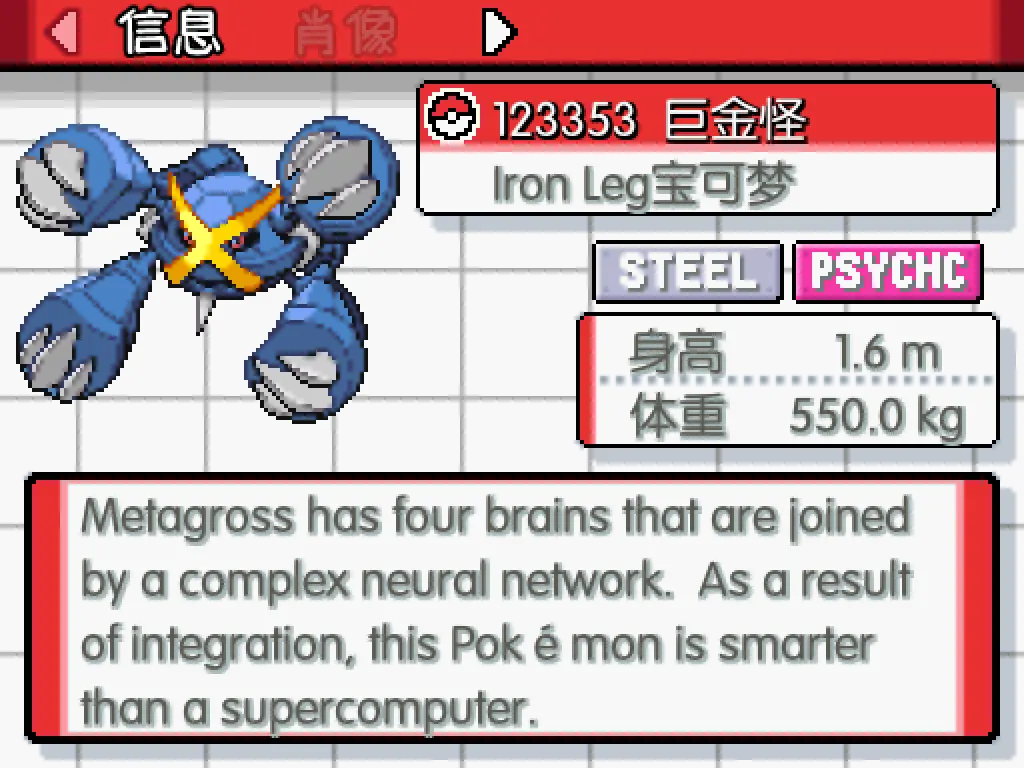 信息 肖像
123353 巨金怪
Iron Leg宝可梦
STEEL PSYCHC
身高 1.6 m
体重 550.0 kg
Metagross has four brains that are joined
by a complex neural network. As a result
of integration, this Pok é mon is smarter
than a supercomputer.